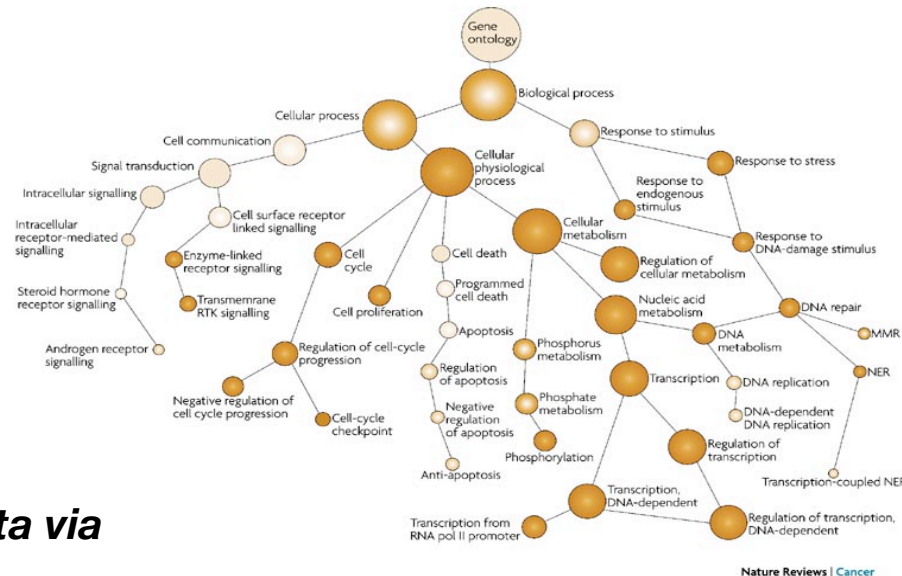 Gene
ontology
Biological process
Cellular process
Cell communication
Response to stimulus
Signal transduction
Cellular
physiological
process
Response to stress
Intracellular signalling
Response to
endogenous
stimulus
Cell surface receptor
linked signalling
Cellular
metabolism
Intracellular
receptor-mediated
signalling
Response to
DNA-damage stimulus
Enzyme-linked
receptor signalling
Cell
cycle
Cell death
Regulation of
cellular metabolism
Steroid hormone
receptor signalling
Transmemrane
RTK signalling
Cell proliferation
Programmed
cell death
Nucleic acid
metabolism
DNA repair
Androgen receptor
signalling
Regulation of cell-cycle
progression
Apoptosis
Phosphorus
metabolism
DNA
metabolism
MMR
Regulation
of apoptosis
Transcription
DNA replication
NER
Negative regulation of
cell cycle progression
Cell-cycle
checkpoint
Negative
regulation
of apoptosis
Phosphate
metabolism
DNA-dependent
DNA replication
Anti-apoptosis
Phosphorylation
Regulation of
transcription
Transcription-coupled NER
Transcription,
DNA-dependent
Transcription from
RNA pol II promoter
Regulation of transcription,
DNA-dependent
ta via
Nature Reviews | Cancer